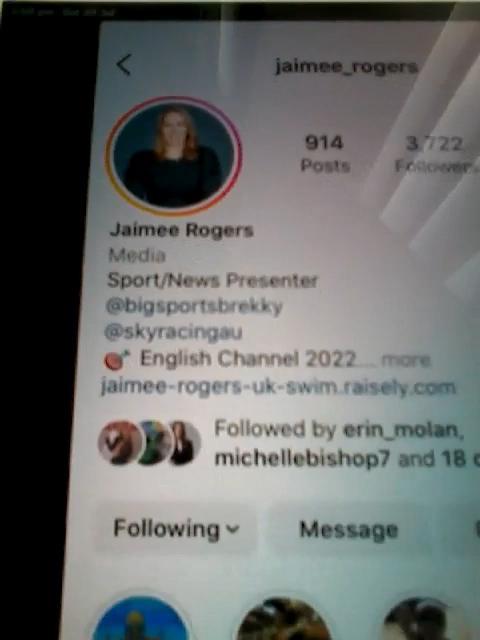 jaimee_rogers
914 3,722
Posts Followers
Jaimee Rogers
Media
Sport/News Presenter
@bigsportsbrekky
@skyracingau
🎯 English Channel 2022... more
jaimee-rogers-uk-swim.raisely.com
Followed by erin_molan,
michellebishop7 and 18 o
Following Message